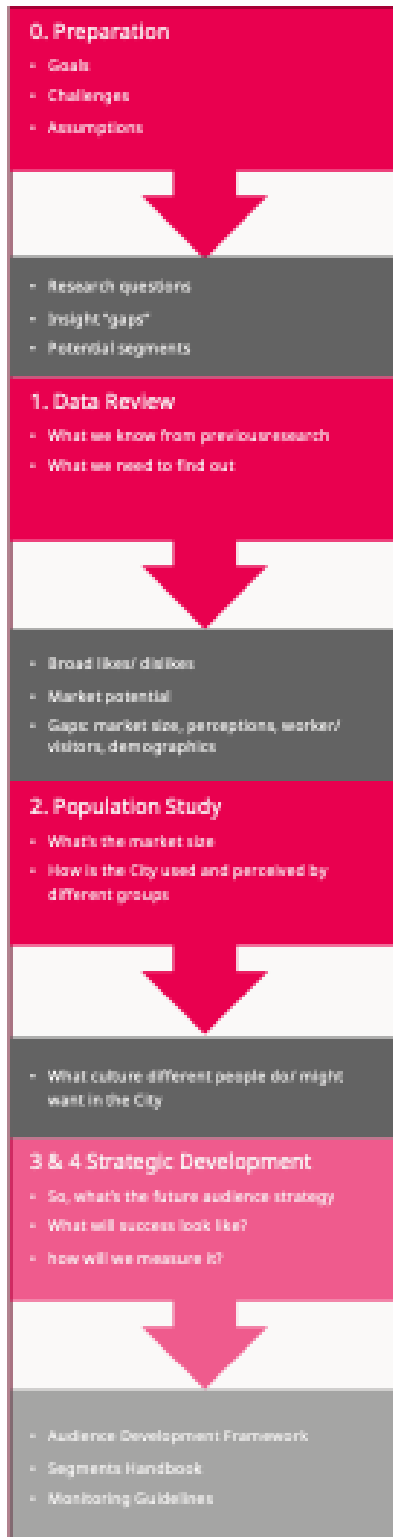 0. Preparation
• Goals
• Challenges
• Assumptions
• Research questions
• Insight "gaps"
• Potential segments
1. Data Review
• What we know from previousresearch
• What we need to find out
• Broad likes/ dislikes
• Market potential
• Gaps: market size, perceptions, worker/
visitors, demographics
2. Population Study
• What's the market size
• How is the City used and perceived by
different groups
• What culture different people do/ might
want in the City
3 & 4 Strategic Development
• So, what's the future audience strategy
• What will success look like?
• how will we measure it?
• Audience Development Framework
• Segments Handbook
• Monitoring Guidelines